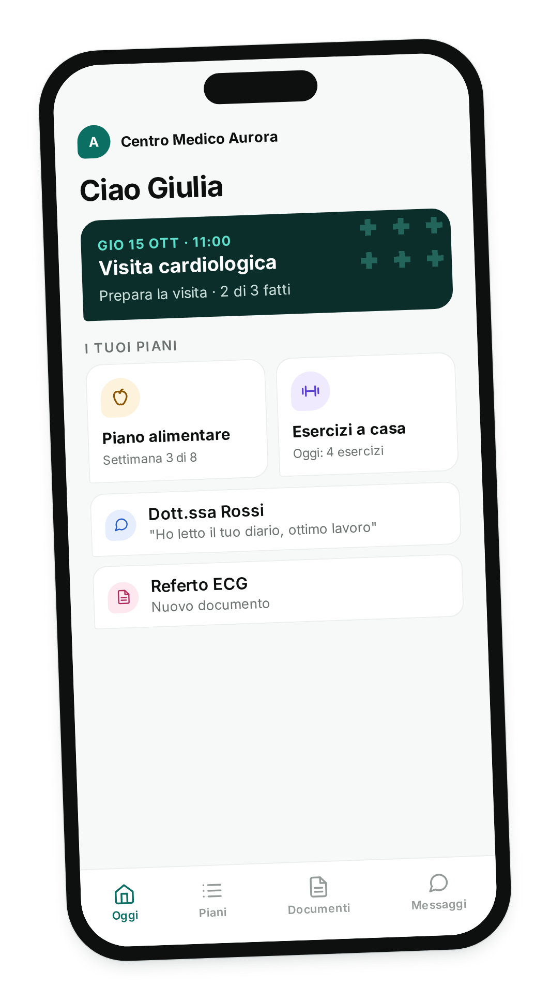 A
Centro Medico Aurora
Ciao Giulia
GIO 15 OTT · 11:00
Visita cardiologica
Prepara la visita · 2 di 3 fatti
I TUOI PIANI
Piano alimentare
Settimana 3 di 8
Esercizi a casa
Oggi: 4 esercizi
Dott.ssa Rossi
"Ho letto il tuo diario, ottimo lavoro"
Referto ECG
Nuovo documento
Oggi
Piani
Documenti
Messaggi